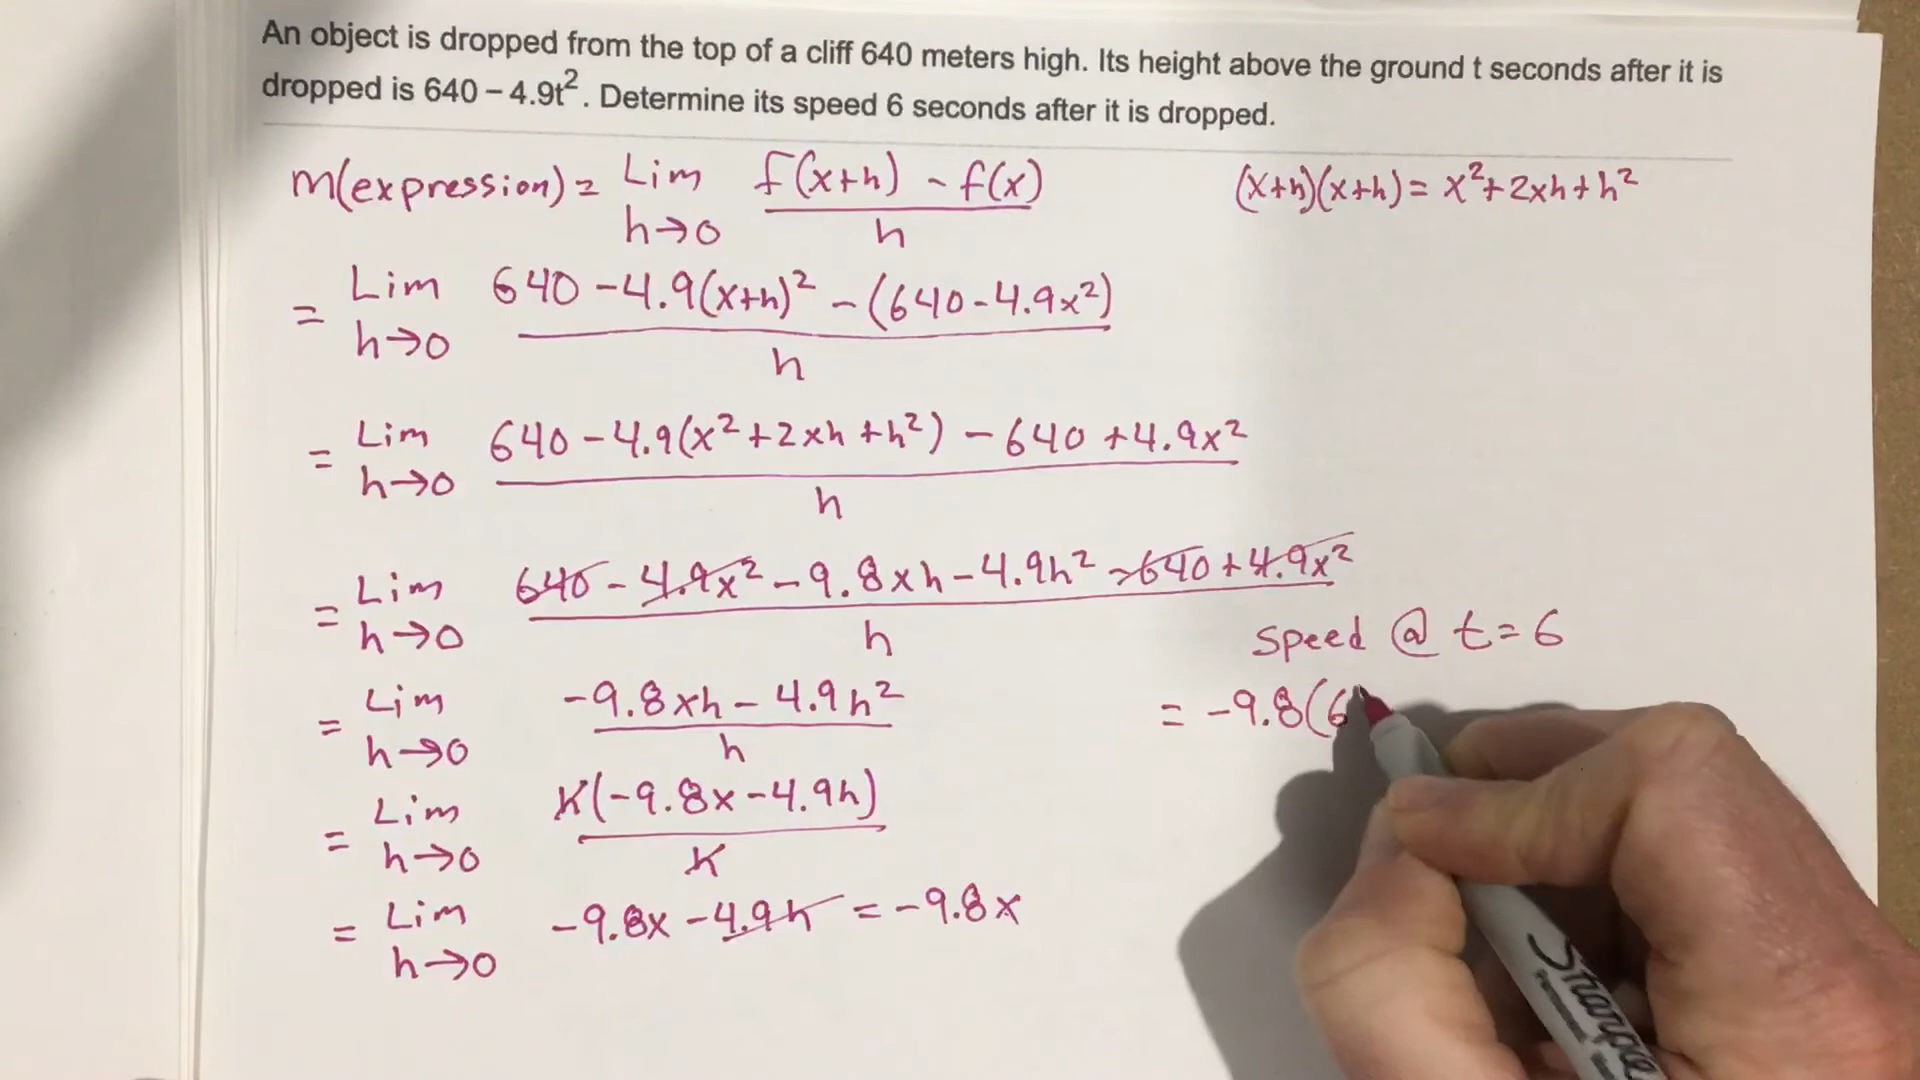 An object is dropped from the top of a cliff 640 meters high. Its height above the ground t seconds after it is
dropped is 640 – 4.9t². Determine its speed 6 seconds after it is dropped.
m(expression) = Lim f(x+h) - f(x)
h→0 h
(x+h)(x+h) = x²+2xh+h²
= Lim 640 - 4.9(x+h)² - (640 - 4.9x²)
h→0 h
= Lim 640 - 4.9(x²+2xh+h²) - 640 + 4.9x²
h→0 h
= Lim 640 - 4.9x² - 9.8xh - 4.9h² - 640 + 4.9x²
h→0 h
= Lim -9.8xh - 4.9h²
h→0 h
= Lim h(-9.8x - 4.9h)
h→0 h
= Lim -9.8x - 4.9h = -9.8x
h→0
Speed @ t = 6
= -9.8(6
Sharpie